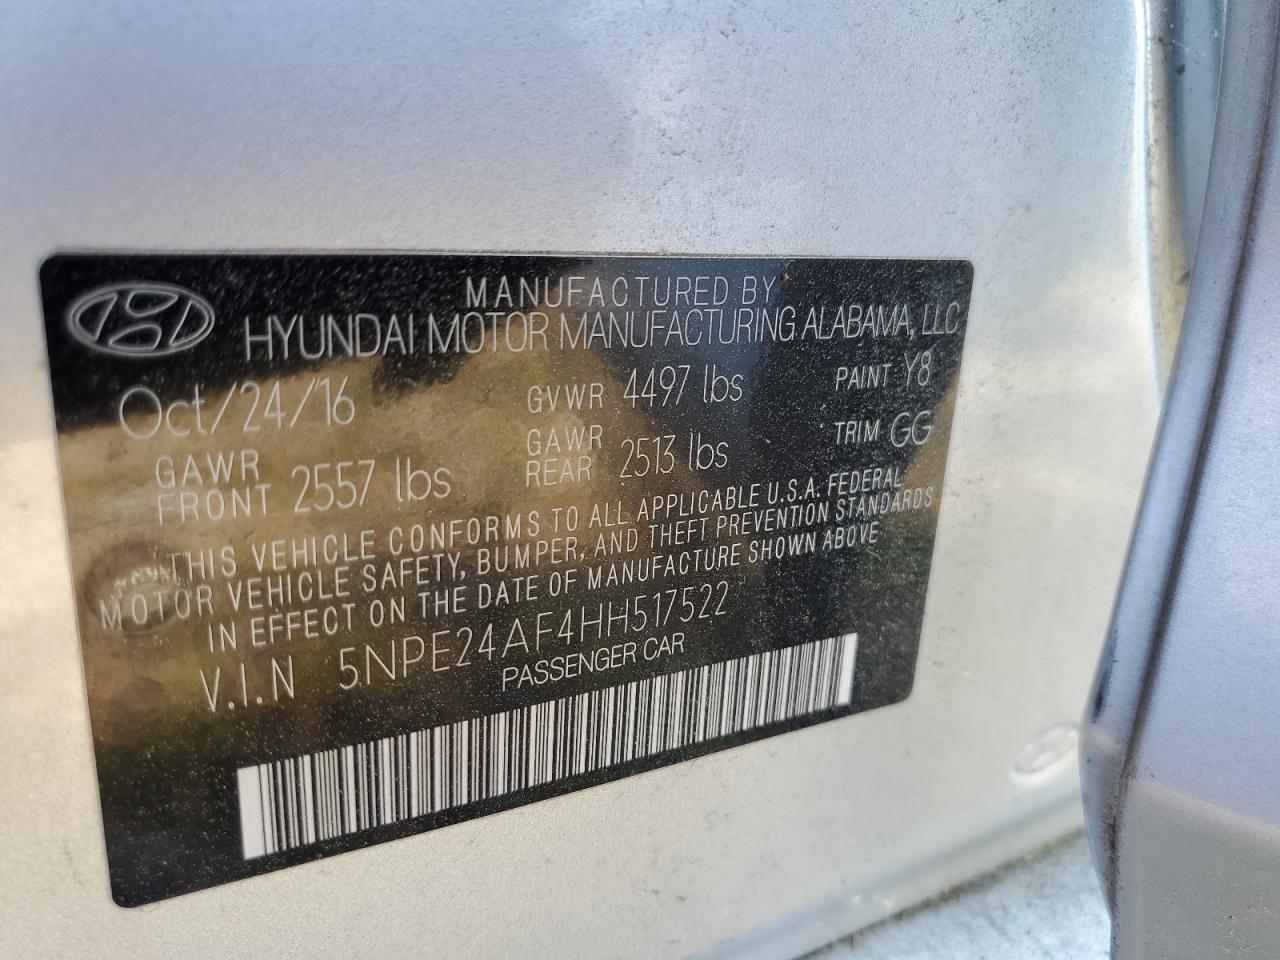 MANUFACTURED BY
HYUNDAI MOTOR MANUFACTURING ALABAMA, LLC
Oct/24/'16 GVWR 4497 lbs PAINT Y8
GAWR FRONT 2557 lbs GAWR REAR 2513 lbs TRIM GG
THIS VEHICLE CONFORMS TO ALL APPLICABLE U.S.A. FEDERAL
MOTOR VEHICLE SAFETY, BUMPER, AND THEFT PREVENTION STANDARDS
IN EFFECT ON THE DATE OF MANUFACTURE SHOWN ABOVE
V.I.N 5NPE24AF4HH517522
PASSENGER CAR